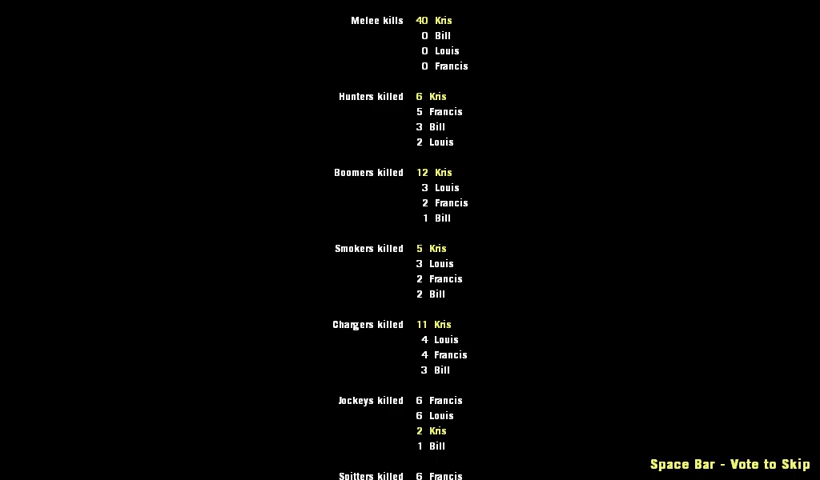 Melee kills 40 Kris
0 Bill
0 Louis
0 Francis
Hunters killed 6 Kris
5 Francis
3 Bill
2 Louis
Boomers killed 12 Kris
3 Louis
2 Francis
1 Bill
Smokers killed 5 Kris
3 Louis
2 Francis
2 Bill
Chargers killed 11 Kris
4 Louis
4 Francis
3 Bill
Jockeys killed 6 Francis
6 Louis
2 Kris
1 Bill
Space Bar - Vote to Skip
Spitters killed 6 Francis